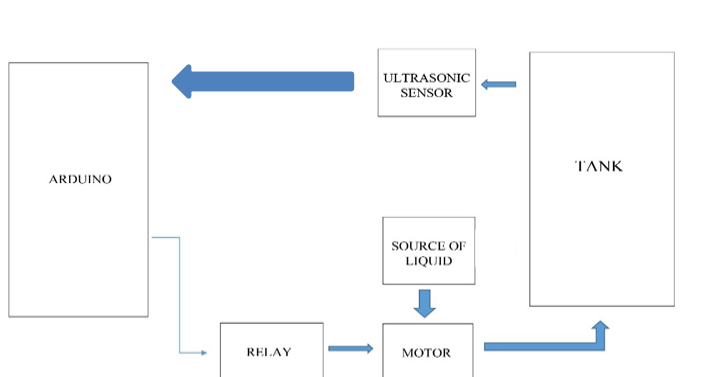 ULTRASONIC
SENSOR
TANK
ARDUINO
SOURCE OF
LIQUID
RELAY
MOTOR